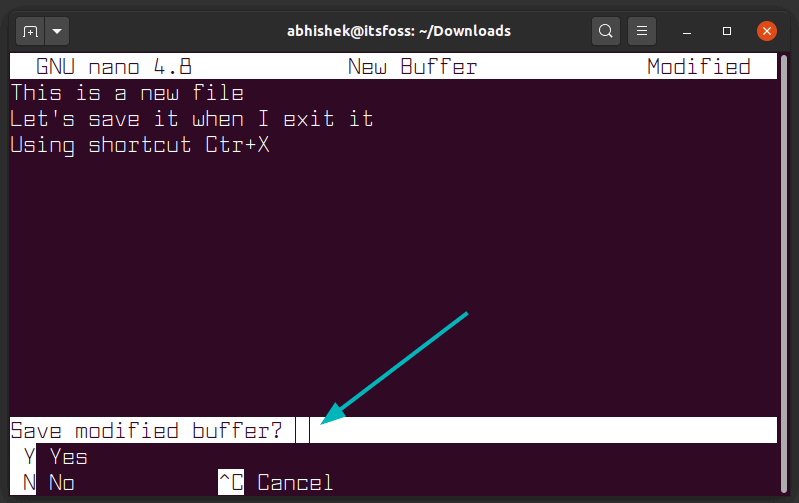 abhishek@itsfoss: ~/Downloads
GNU nano 4.8 New Buffer Modified
This is a new file
Let's save it when I exit it
Using shortcut Ctr+X
Save modified buffer?
Y Yes
N No ^C Cancel